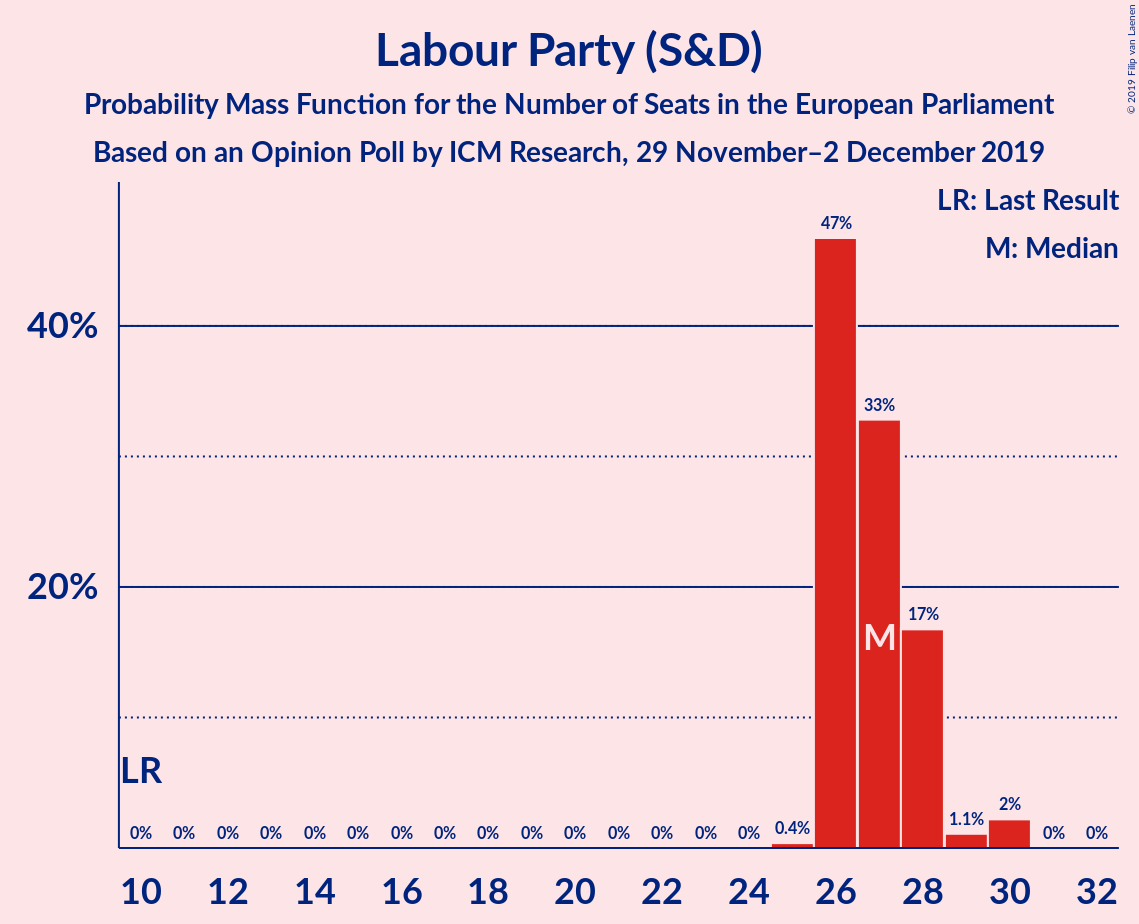 Labour Party (S&D)
Probability Mass Function for the Number of Seats in the European Parliament
Based on an Opinion Poll by ICM Research, 29 November–2 December 2019
© 2019 Filip van Laenen
LR: Last Result
M: Median
47%
40%
33%
20%
17%
M
LR
0% 0% 0% 0% 0% 0% 0% 0% 0% 0% 0% 0% 0% 0% 0% 0.4% 1.1% 2% 0% 0%
10 12 14 16 18 20 22 24 26 28 30 32